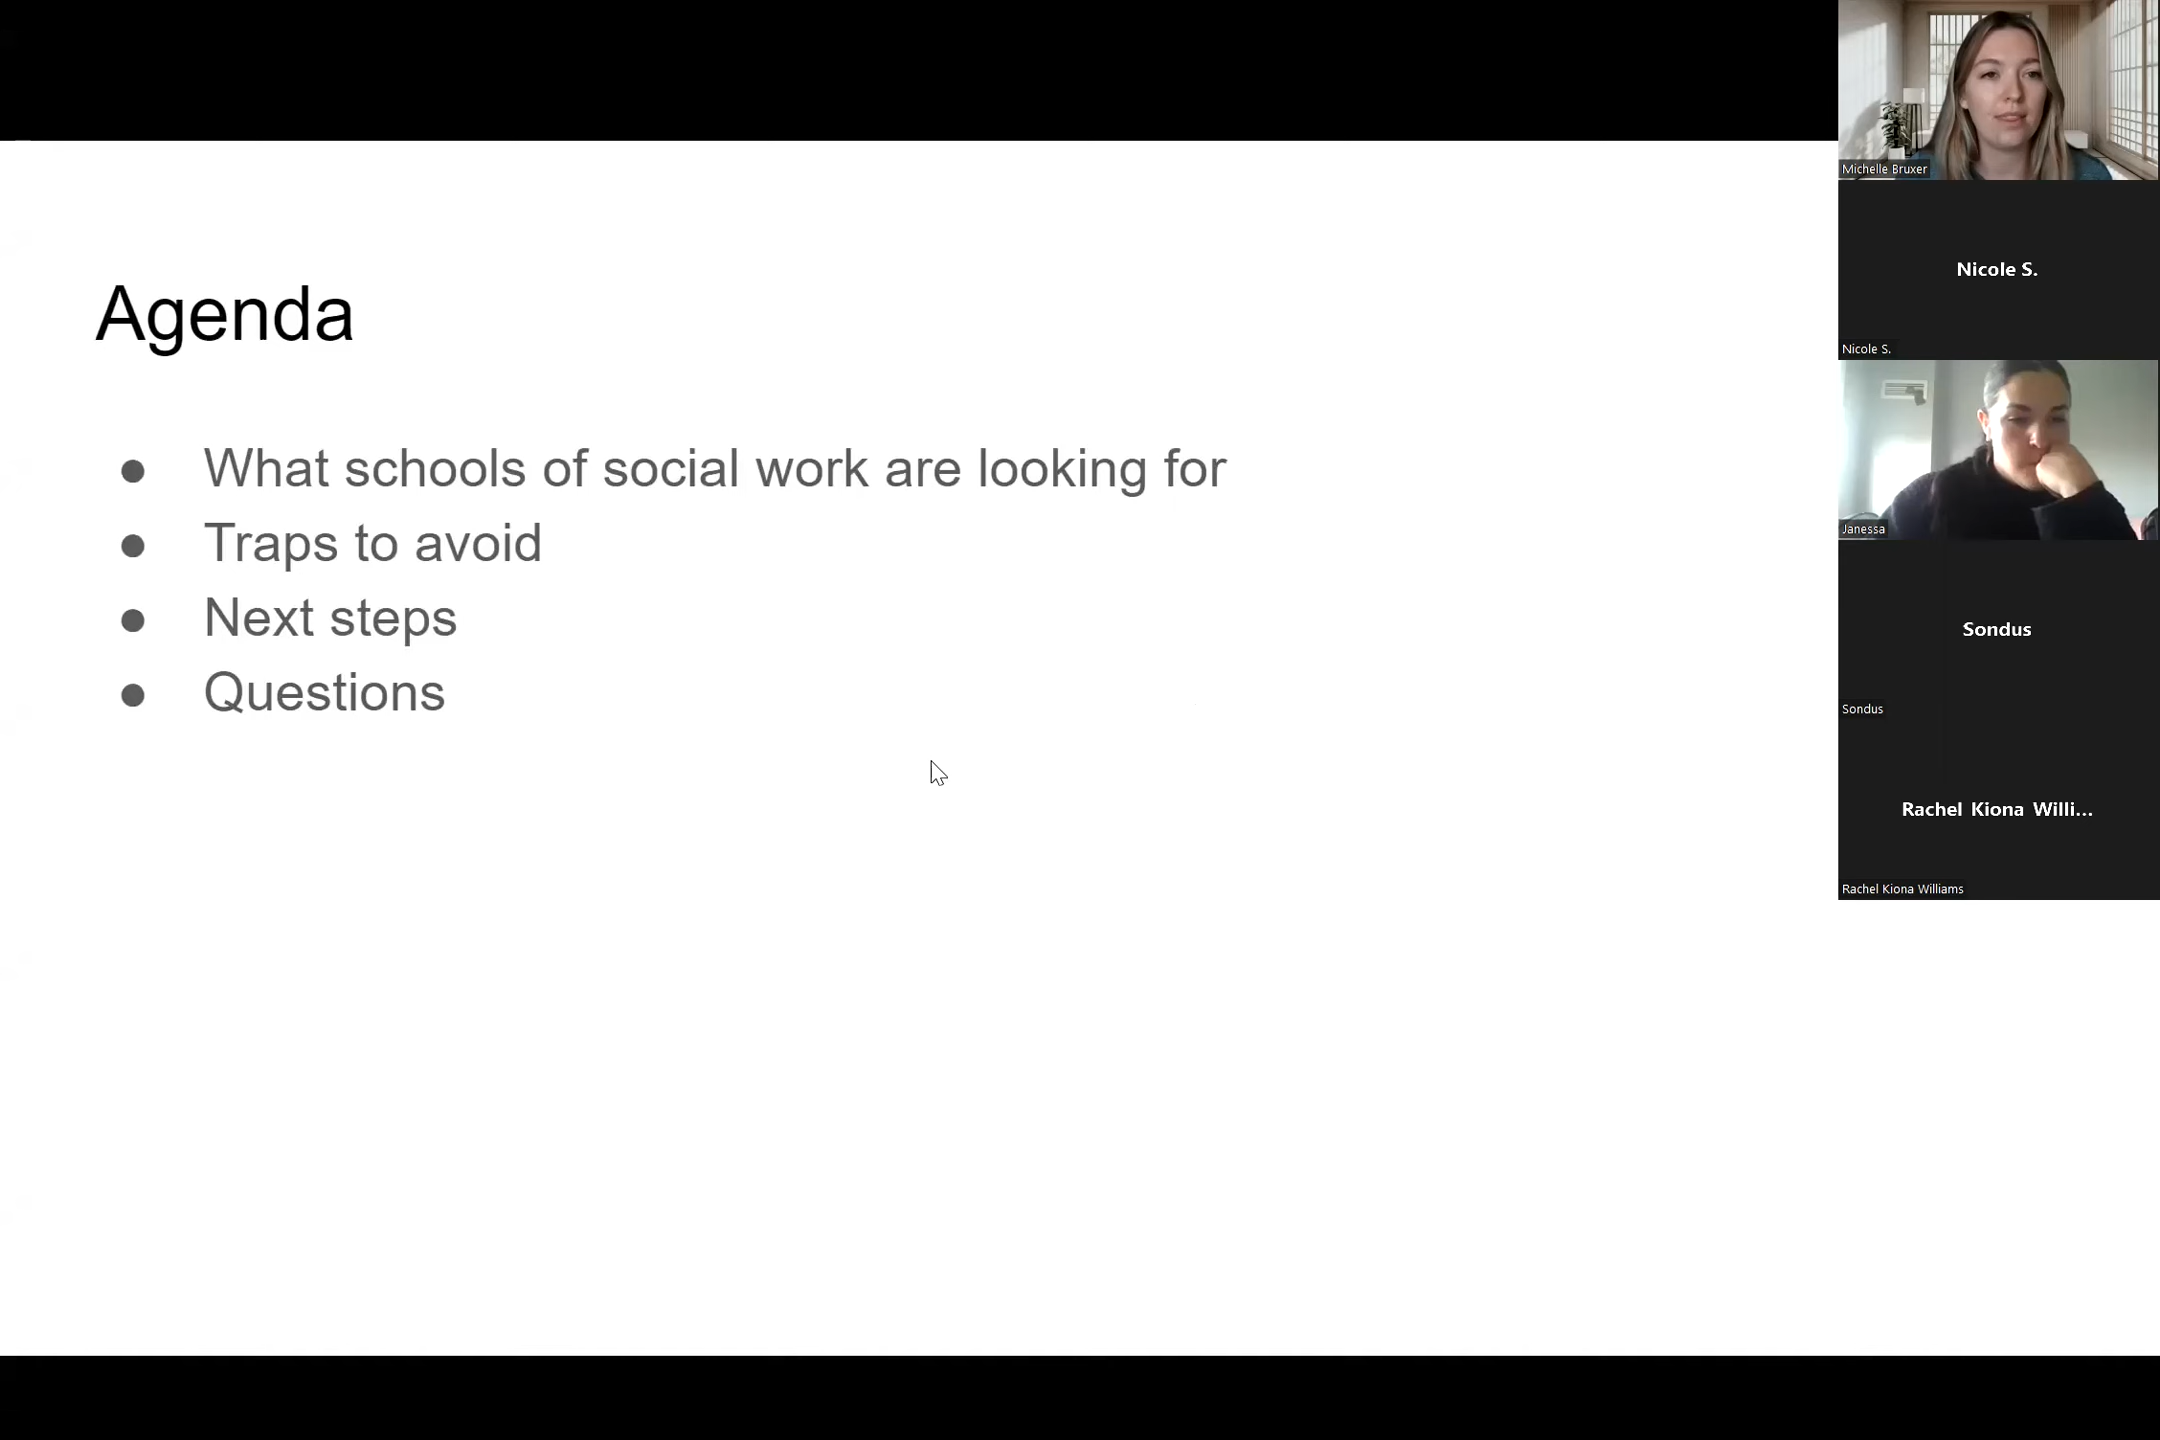 Agenda
● What schools of social work are looking for
● Traps to avoid
● Next steps
● Questions
Michelle Bruxer
Nicole S.
Nicole S.
Janessa
Sondus
Sondus
Rachel Kiona Willi...
Rachel Kiona Williams